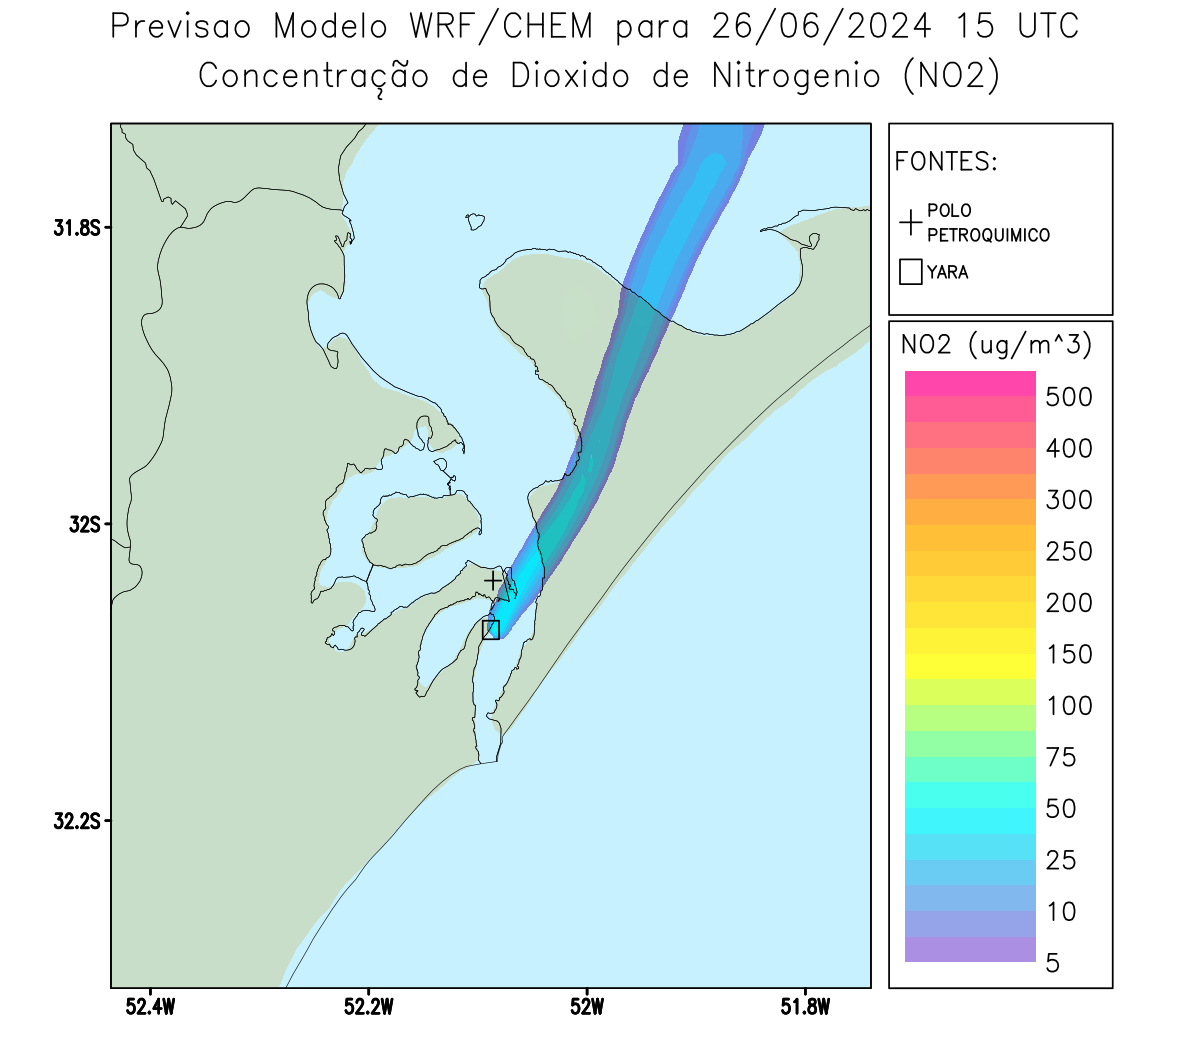 Previsao Modelo WRF/CHEM para 26/06/2024 15 UTC
Concentração de Dioxido de Nitrogenio (NO2)
FONTES:
POLO
PETROQUIMICO
YARA
NO2 (ug/m^3)
500
400
300
250
200
150
100
75
50
25
10
5
31.8S
32S
32.2S
52.4W
52.2W
52W
51.8W